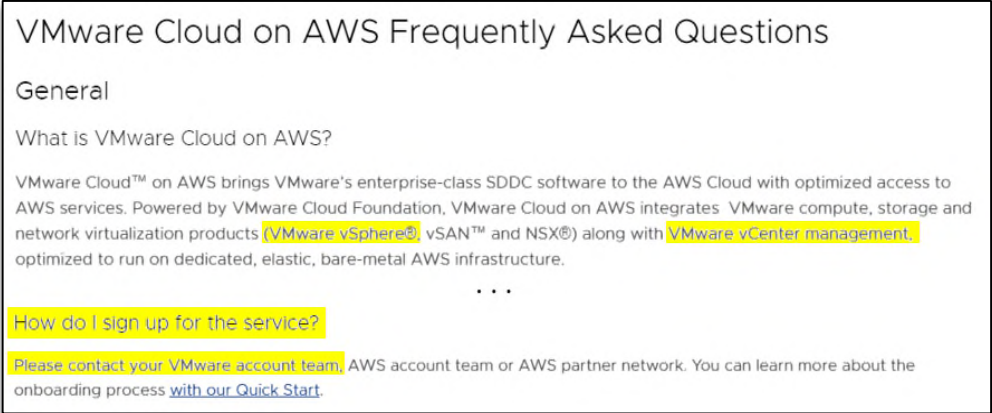 VMware Cloud on AWS Frequently Asked Questions
General
What is VMware Cloud on AWS?
VMware Cloud™ on AWS brings VMware's enterprise-class SDDC software to the AWS Cloud with optimized access to
AWS services. Powered by VMware Cloud Foundation, VMware Cloud on AWS integrates VMware compute, storage and
network virtualization products (VMware vSphere®, vSAN™ and NSX®) along with VMware vCenter management,
optimized to run on dedicated, elastic, bare-metal AWS infrastructure.
...
How do I sign up for the service?
Please contact your VMware account team, AWS account team or AWS partner network. You can learn more about the
onboarding process with our Quick Start.